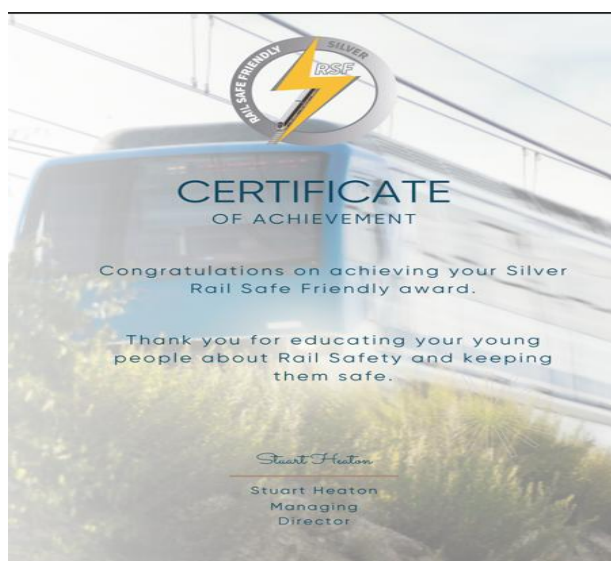 RAIL SAFE FRIENDLY
SILVER
RSF
CERTIFICATE
OF ACHIEVEMENT
Congratulations on achieving your Silver
Rail Safe Friendly award.
Thank you for educating your young
people about Rail Safety and keeping
them safe.
Stuart Heaton
Stuart Heaton
Managing
Director